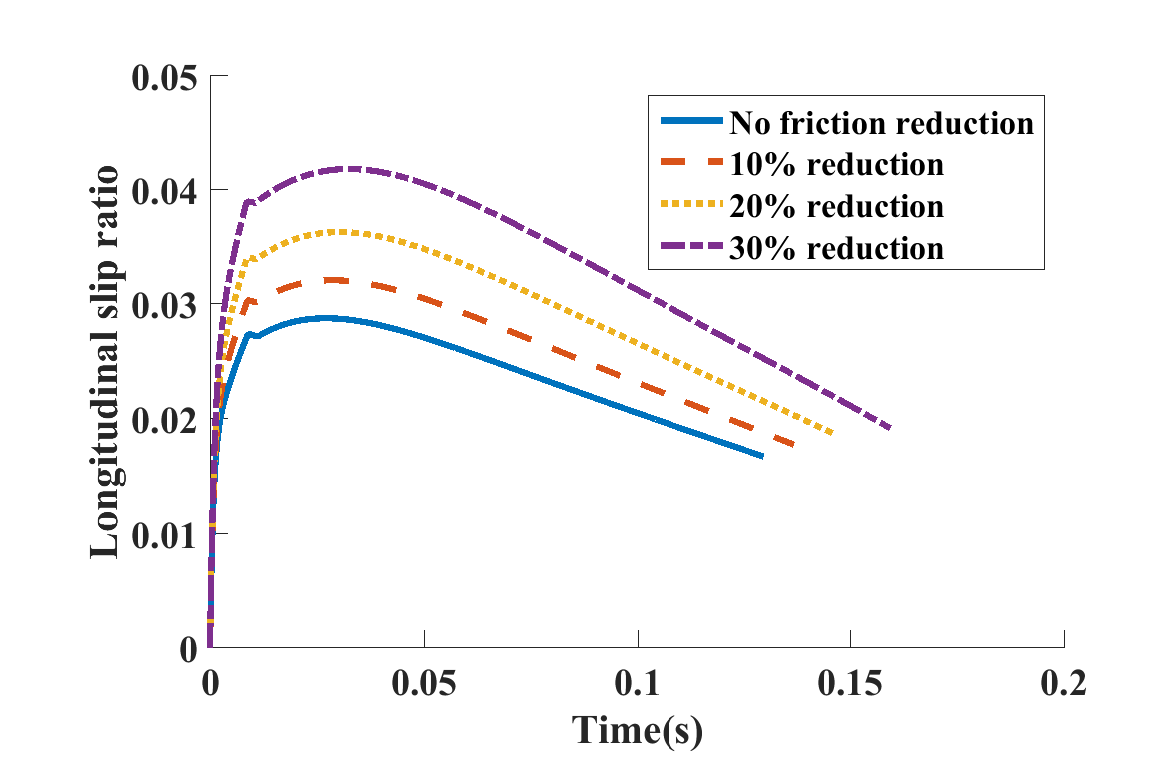 0.05
0.04
0.03
0.02
0.01
0
Longitudinal slip ratio
No friction reduction
10% reduction
20% reduction
30% reduction
0 0.05 0.1 0.15 0.2
Time(s)